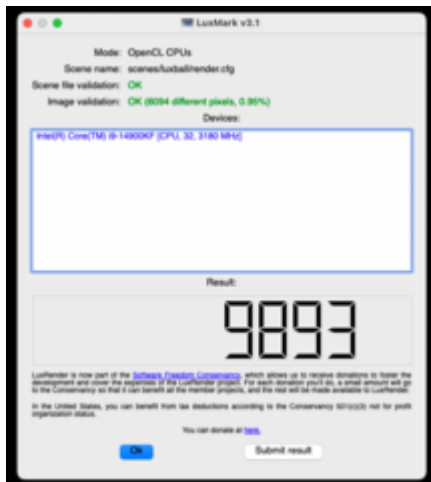 LuxMark v3.1
Mode: OpenCL CPUs
Scene name: scenes/luxball/render.cfg
Scene file validation: OK
Image validation: OK (6094 different pixels, 0.95%)
Devices:
Intel(R) Core(TM) i9-14900KF [CPU, 32, 3180 MHz]
Result:
9893
LuxRender is now part of the Software Freedom Conservancy, which allows us to receive donations to foster the
development and cover the expenses of the LuxRender project. For each donation you'll do, a small amount will go
to the Conservancy so that it can benefit all the member projects, and the rest will be made available to LuxRender.
In the United States, you can benefit from tax deductions according to the Conservancy 501(c)(3) not for profit
organization status.
You can donate at here.
Ok
Submit result